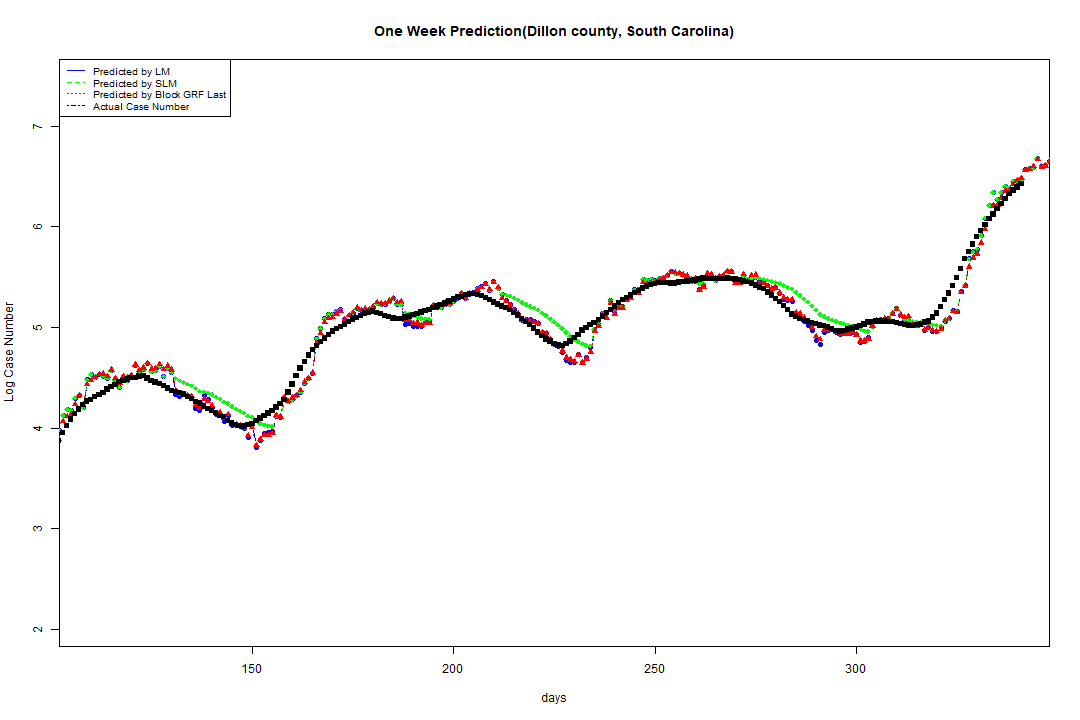 One Week Prediction(Dillon county, South Carolina)
Predicted by LM
Predicted by SLM
Predicted by Block GRF Last
Actual Case Number
7
6
5
4
3
2
Log Case Number
150 200 250 300
days